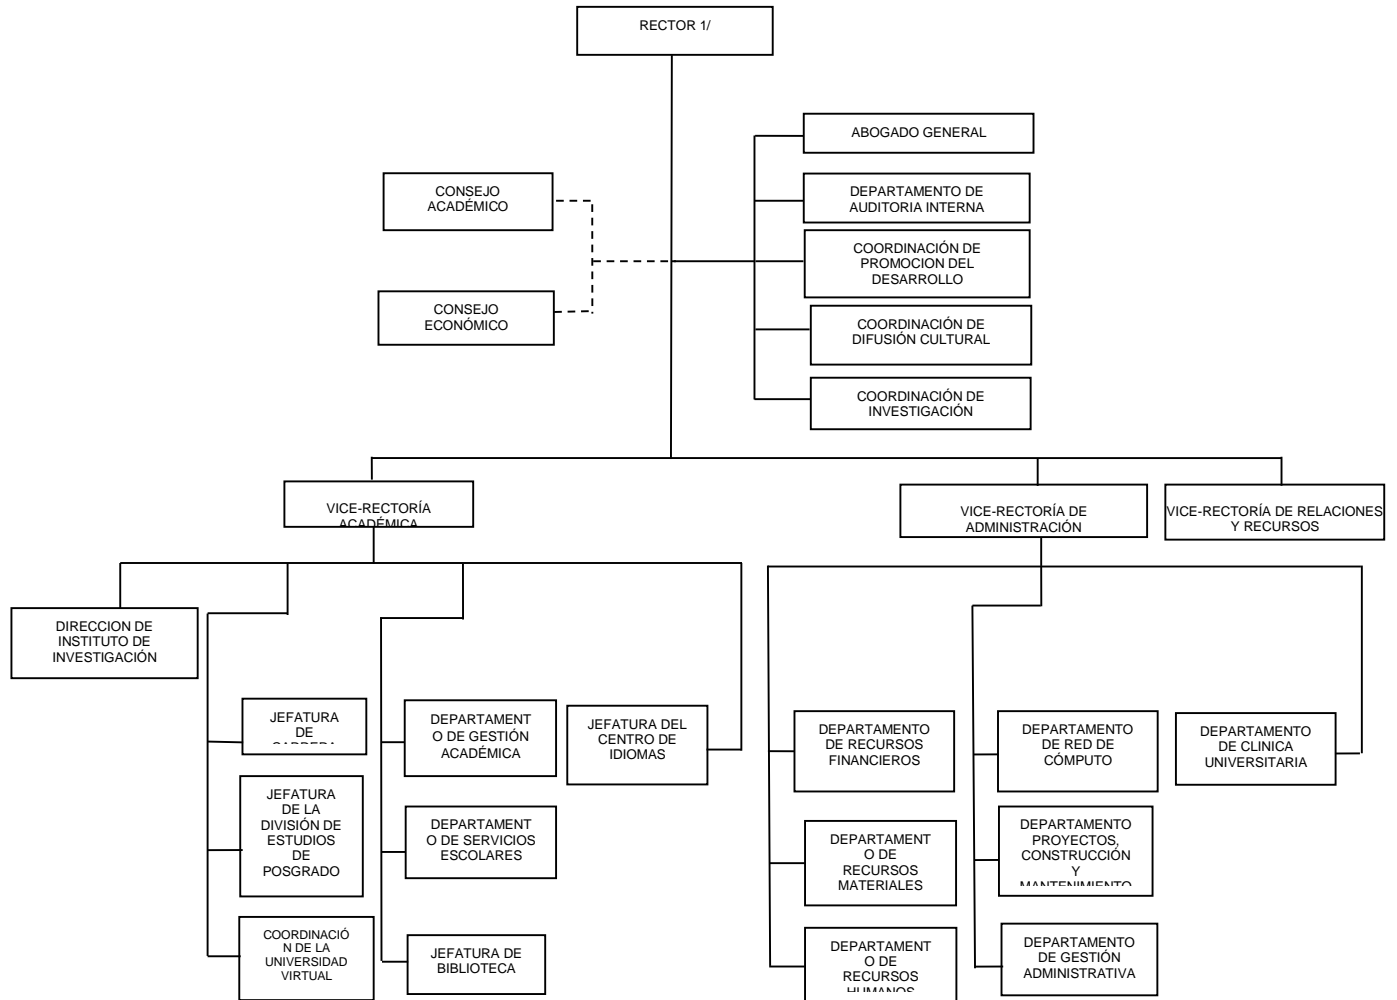 RECTOR 1/
ABOGADO GENERAL
CONSEJO
ACADÉMICO
DEPARTAMENTO DE
AUDITORIA INTERNA
COORDINACIÓN DE
PROMOCION DEL
DESARROLLO
CONSEJO
ECONÓMICO
COORDINACIÓN DE
DIFUSIÓN CULTURAL
COORDINACIÓN DE
INVESTIGACIÓN
VICE-RECTORÍA
ACADÉMICA
VICE-RECTORÍA DE
ADMINISTRACIÓN
VICE-RECTORÍA DE RELACIONES
Y RECURSOS
DIRECCION DE
INSTITUTO DE
INVESTIGACIÓN
JEFATURA
DE
DEPARTAMENT
O DE GESTIÓN
ACADÉMICA
JEFATURA DEL
CENTRO DE
IDIOMAS
DEPARTAMENTO
DE RECURSOS
FINANCIEROS
DEPARTAMENTO
DE RED DE
CÓMPUTO
DEPARTAMENTO
DE CLINICA
UNIVERSITARIA
JEFATURA
DE LA
DIVISIÓN DE
ESTUDIOS
DE
POSGRADO
DEPARTAMENT
O DE SERVICIOS
ESCOLARES
DEPARTAMENT
O DE
RECURSOS
MATERIALES
DEPARTAMENTO
PROYECTOS,
CONSTRUCCIÓN
Y
MANTENIMIENTO
COORDINACIÓ
N DE LA
UNIVERSIDAD
VIRTUAL
JEFATURA DE
BIBLIOTECA
DEPARTAMENT
O DE
RECURSOS
HUMANOS
DEPARTAMENTO
DE GESTIÓN
ADMINISTRATIVA